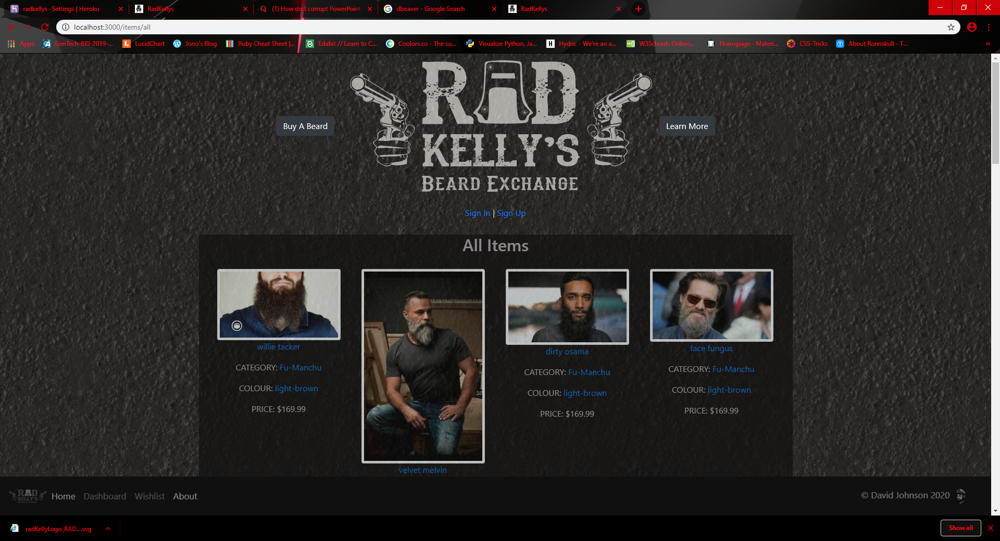 radkellys · Settings | Heroku
RadKellys
(1) How do I corrupt PowerPoint
dbeaver - Google Search
RadKellys
localhost:3000/items/all
Apps
GenTech-BRI-2019-...
LucidChart
Jono's Blog
Ruby Cheat Sheet |...
Edabit // Learn to C...
Coolors.co - The su...
Visualize Python, Ja...
Hydric - We're an a...
W3Schools Online...
Homepage - Materi...
CSS-Tricks
About Ronnskull - T...
RAD
KELLY'S
BEARD EXCHANGE
Buy A Beard
Learn More
Sign In | Sign Up
All Items
willie tacker
CATEGORY: Fu-Manchu
COLOUR: light-brown
PRICE: $169.99
velvet melvin
dirty osama
CATEGORY: Fu-Manchu
COLOUR: light-brown
PRICE: $169.99
face fungus
CATEGORY: Fu-Manchu
COLOUR: light-brown
PRICE: $169.99
RAD
KELLY'S
BEARD EXCHANGE
Home Dashboard Wishlist About
© David Johnson 2020
radKellyLogo_RAD....svg
Show all